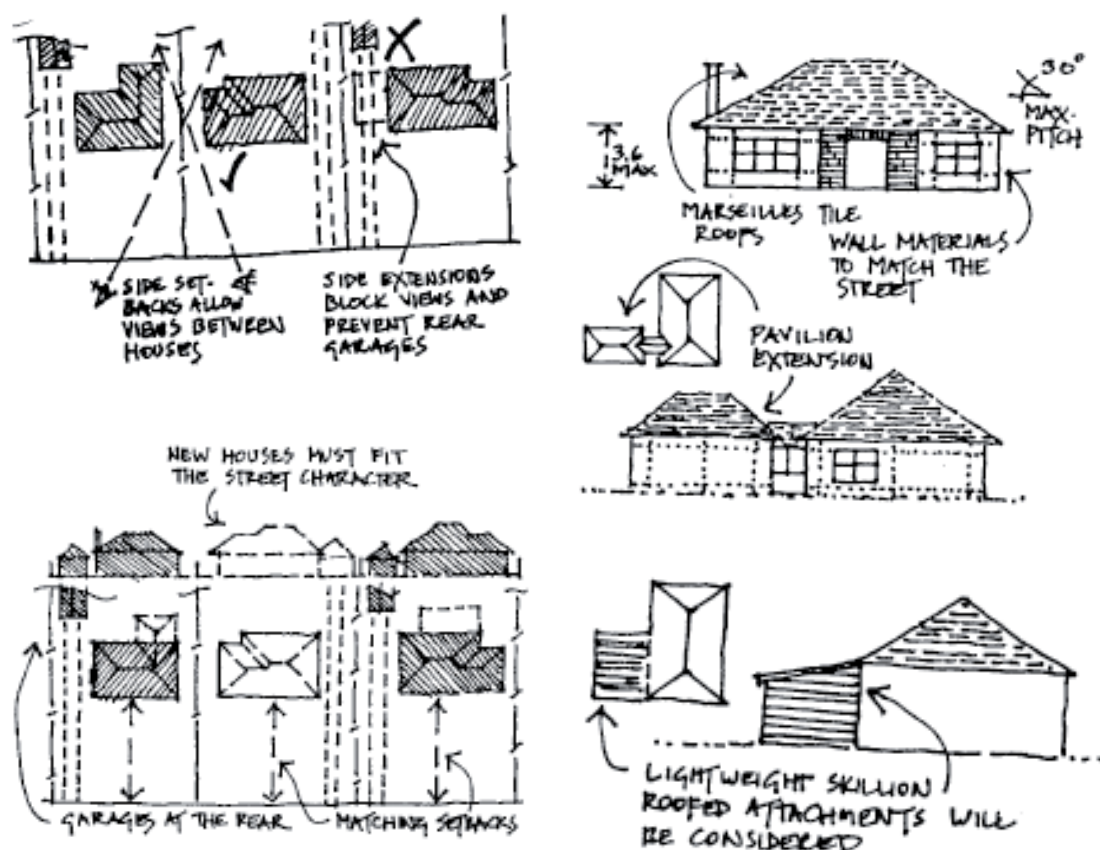 SIDE SET-
BACKS ALLOW
VIEWS BETWEEN
HOUSES
SIDE EXTENSIONS
BLOCK VIEWS AND
PREVENT REAR
GARAGES
30°
MAX-
PITCH
3.6
MAX
MARSEILLES TILE
ROOFS
WALL MATERIALS
TO MATCH THE
STREET
PAVILION
EXTENSION
NEW HOUSES MUST FIT
THE STREET CHARACTER
GARAGES AT THE REAR
MATCHING SETBACKS
LIGHTWEIGHT SKILLION
ROOFED ATTACHMENTS WILL
BE CONSIDERED